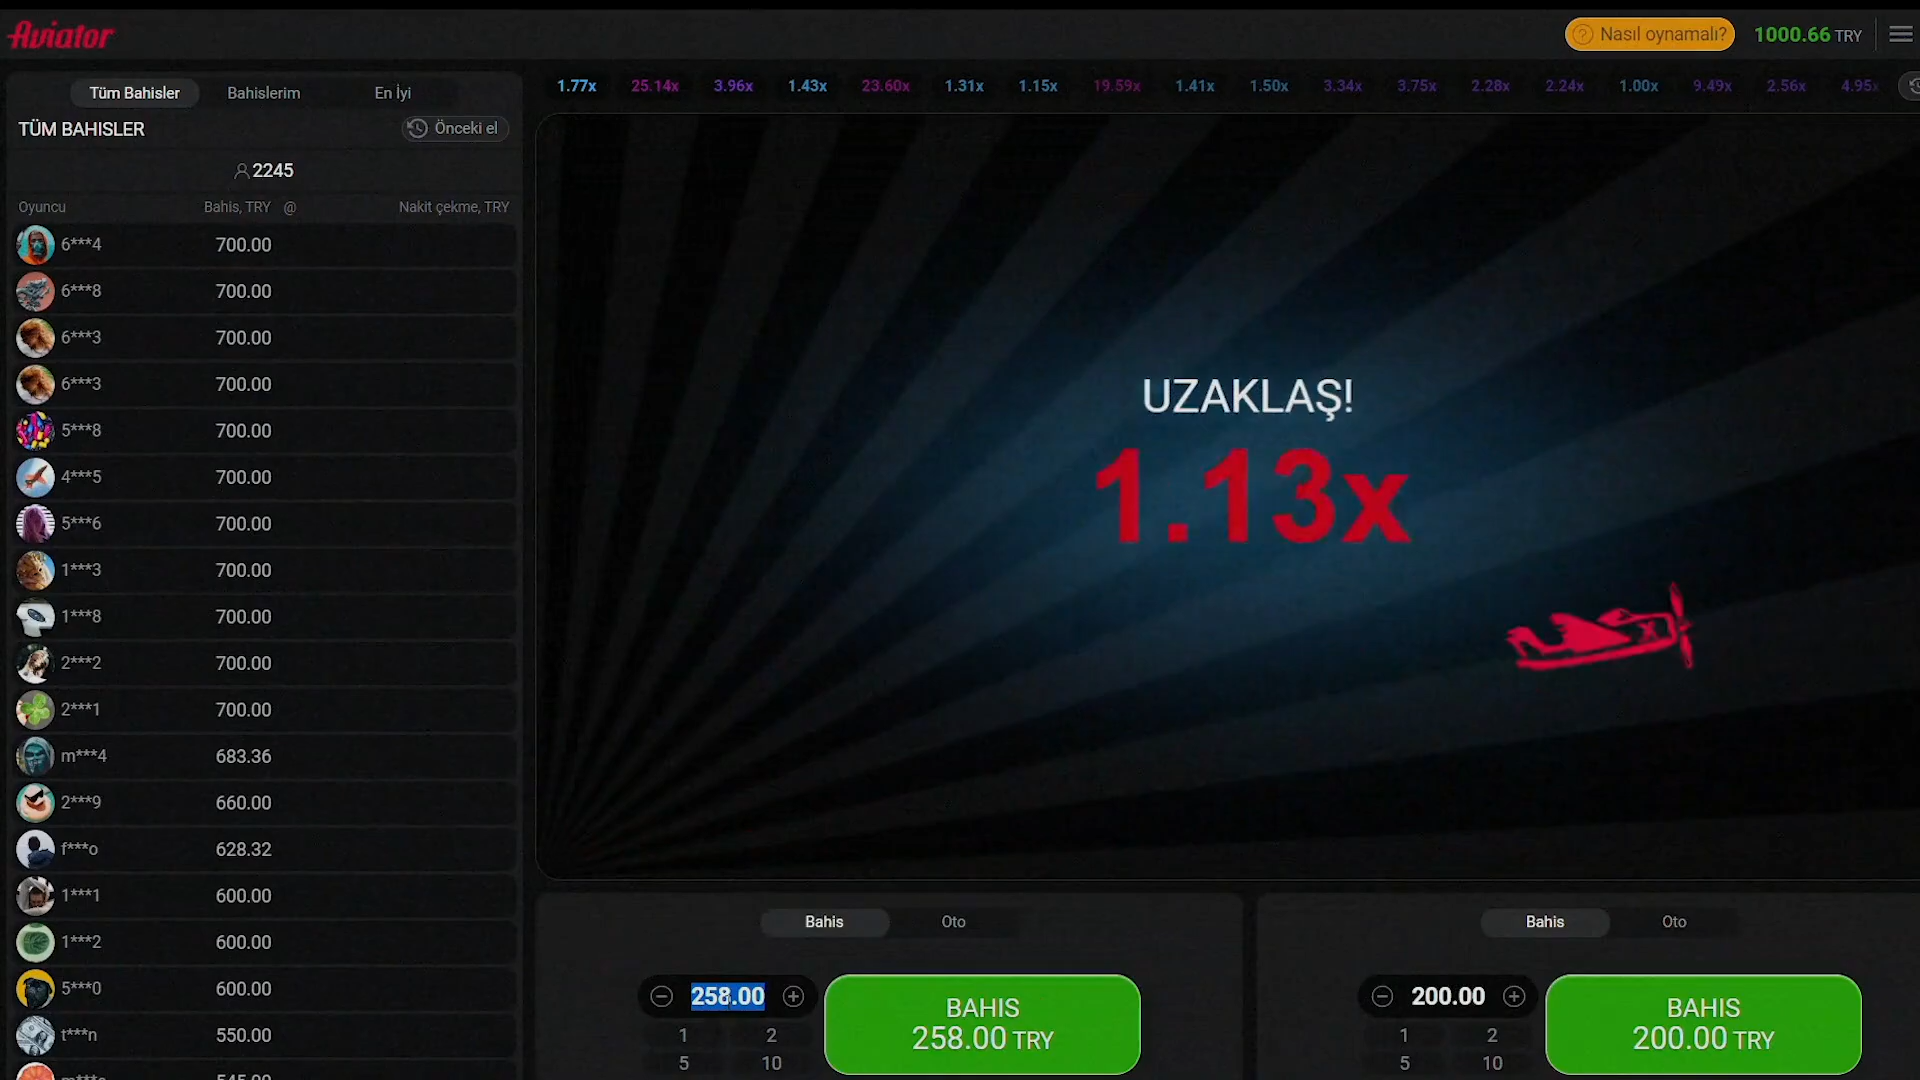 Aviator
Nasıl oynamalı?
1000.66 TRY
Tüm Bahisler
Bahislerim
En İyi
1.77x
25.14x
3.96x
1.43x
23.60x
1.31x
1.15x
19.59x
1.41x
1.50x
3.34x
3.75x
2.28x
2.24x
1.00x
9.49x
2.56x
4.95x
TÜM BAHISLER
Önceki el
2245
Oyuncu
Bahis, TRY @
Nakit çekme, TRY
6***4 700.00
6***8 700.00
6***3 700.00
6***3 700.00
5***8 700.00
4***5 700.00
5***6 700.00
1***3 700.00
1***8 700.00
2***2 700.00
2***1 700.00
m***4 683.36
2***9 660.00
f***o 628.32
1***1 600.00
1***2 600.00
5***0 600.00
t***n 550.00
UZAKLAŞ!
1.13x
Bahis
Oto
258.00
1 2
5 10
BAHIS
258.00 TRY
Bahis
Oto
200.00
1 2
5 10
BAHIS
200.00 TRY